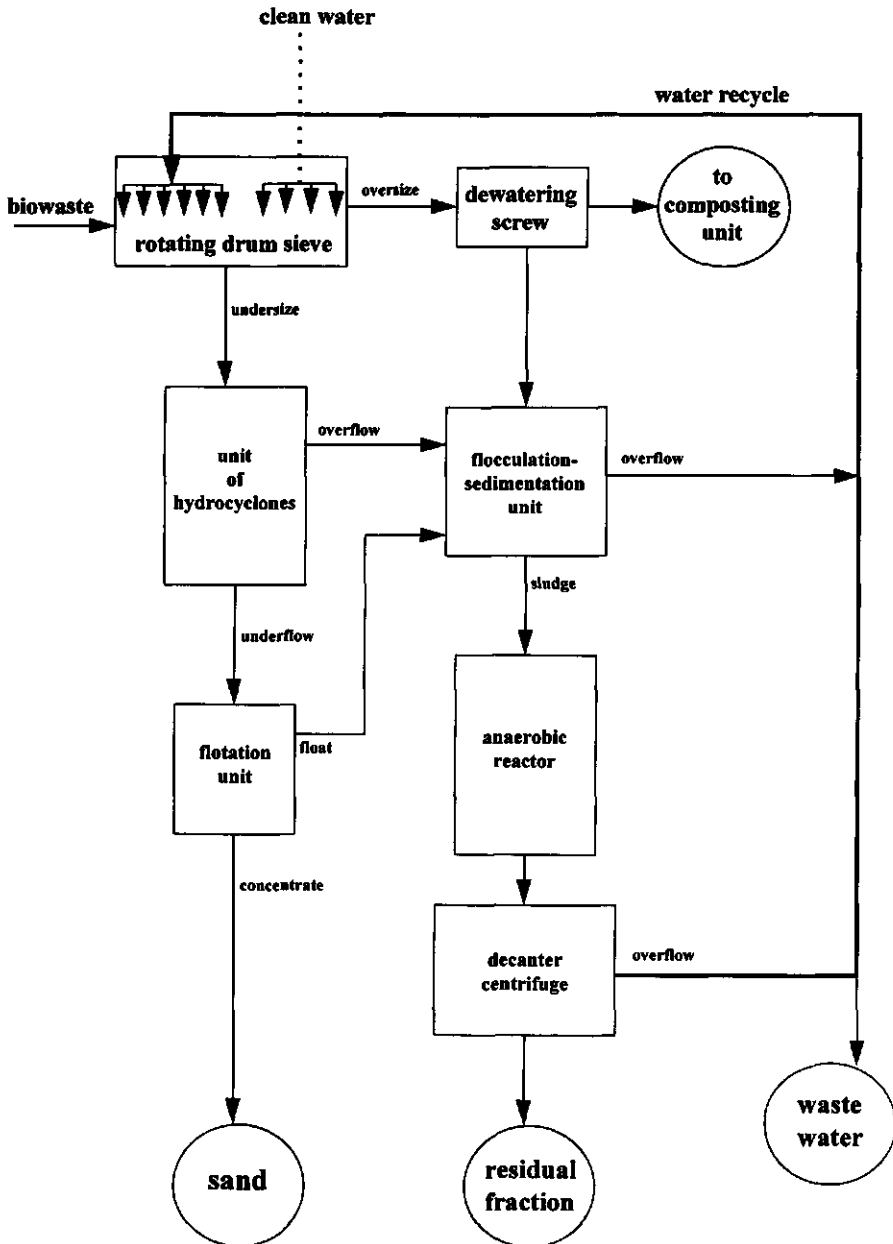 clean water
water recycle
biowaste
rotating drum sieve
oversize
dewatering
screw
to
composting
unit
undersize
unit
of
hydrocyclones
overflow
flocculation-
sedimentation
unit
overflow
sludge
underflow
flotation
unit
float
anaerobic
reactor
concentrate
decanter
centrifuge
overflow
sand
residual
fraction
waste
water